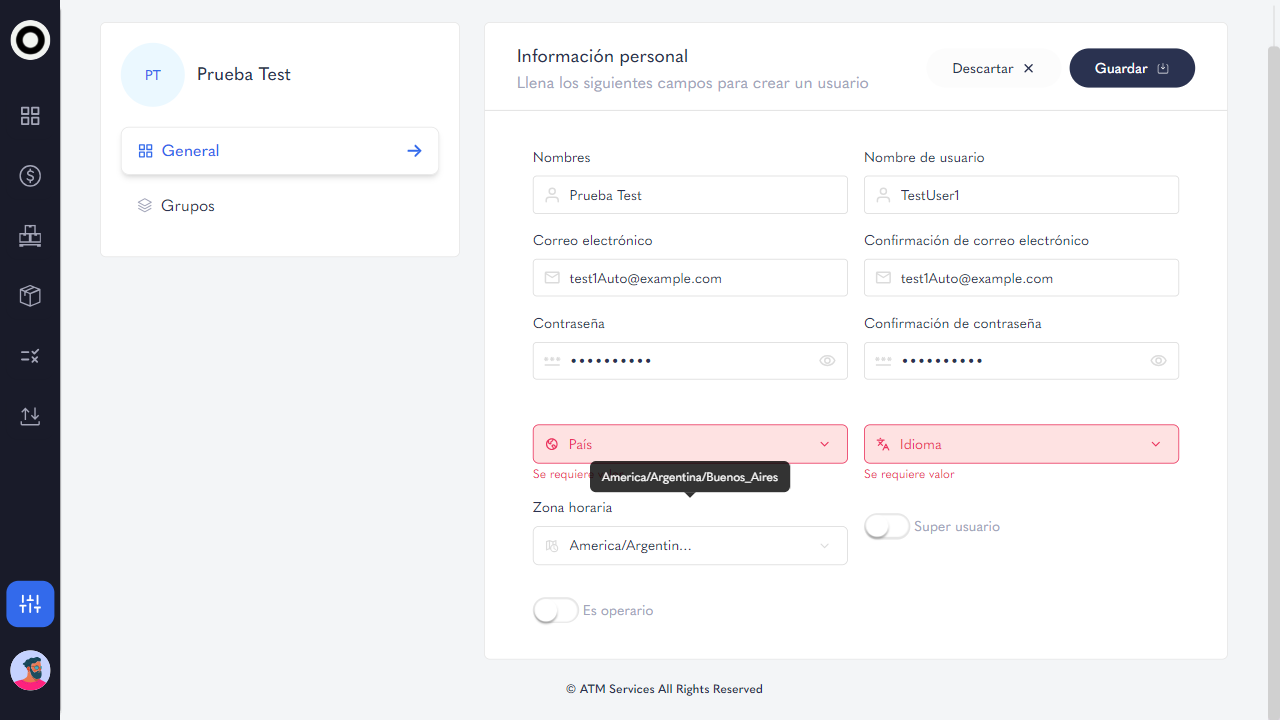 PT
Prueba Test
General
Grupos
Información personal
Llena los siguientes campos para crear un usuario
Descartar
Guardar
Nombres
Nombre de usuario
Prueba Test
TestUser1
Correo electrónico
Confirmación de correo electrónico
test1Auto@example.com
test1Auto@example.com
Contraseña
Confirmación de contraseña
País
Idioma
Se requiere
Se requiere valor
America/Argentina/Buenos_Aires
Zona horaria
America/Argentin...
Super usuario
Es operario
© ATM Services All Rights Reserved